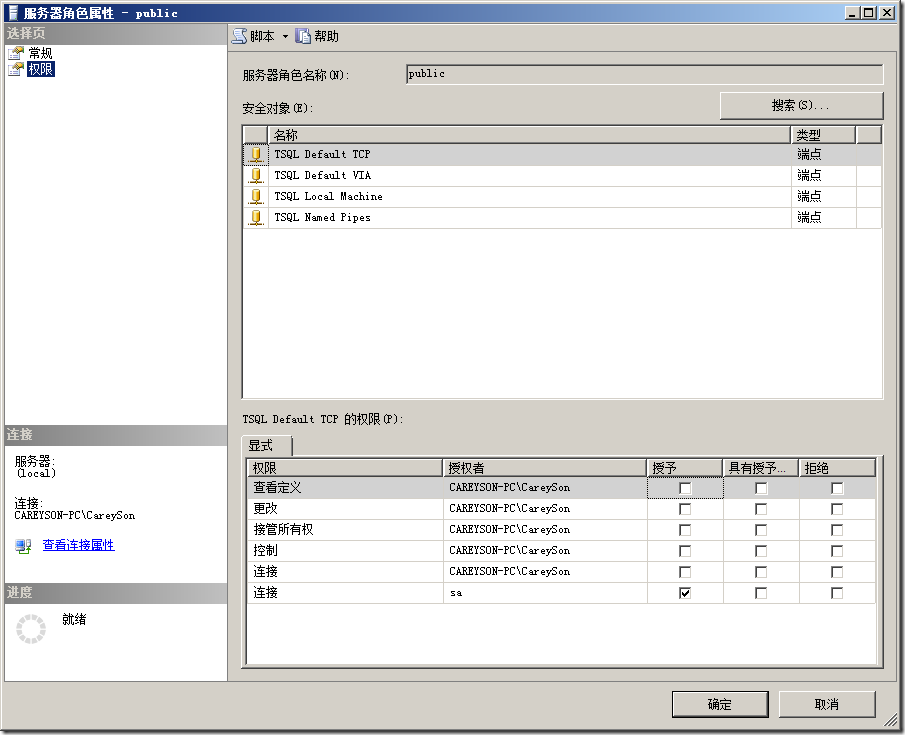 服务器角色属性 - public
选择页
常规
权限
脚本 帮助
服务器角色名称(N): public
安全对象(E): 搜索(S)...
名称 类型
TSQL Default TCP 端点
TSQL Default VIA 端点
TSQL Local Machine 端点
TSQL Named Pipes 端点
TSQL Default TCP 的权限(P):
显式
权限 授权者 授予 具有授予... 拒绝
查看定义 CAREYSON-PC\CareySon
更改 CAREYSON-PC\CareySon
接管所有权 CAREYSON-PC\CareySon
控制 CAREYSON-PC\CareySon
连接 CAREYSON-PC\CareySon
连接 sa
连接
服务器:
(local)
连接:
CAREYSON-PC\CareySon
查看连接属性
进度
就绪
确定 取消